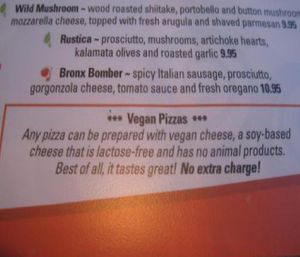 Wild Mushroom ~ wood roasted shiitake, portobello and button mushroom
mozzarella cheese, topped with fresh arugula and shaved parmesan 9.95
Rustica ~ prosciutto, mushrooms, artichoke hearts,
kalamata olives and roasted garlic 9.95
Bronx Bomber ~ spicy Italian sausage, prosciutto,
gorgonzola cheese, tomato sauce and fresh oregano 10.95
*** Vegan Pizzas ***
Any pizza can be prepared with vegan cheese, a soy-based
cheese that is lactose-free and has no animal products.
Best of all, it tastes great! No extra charge!